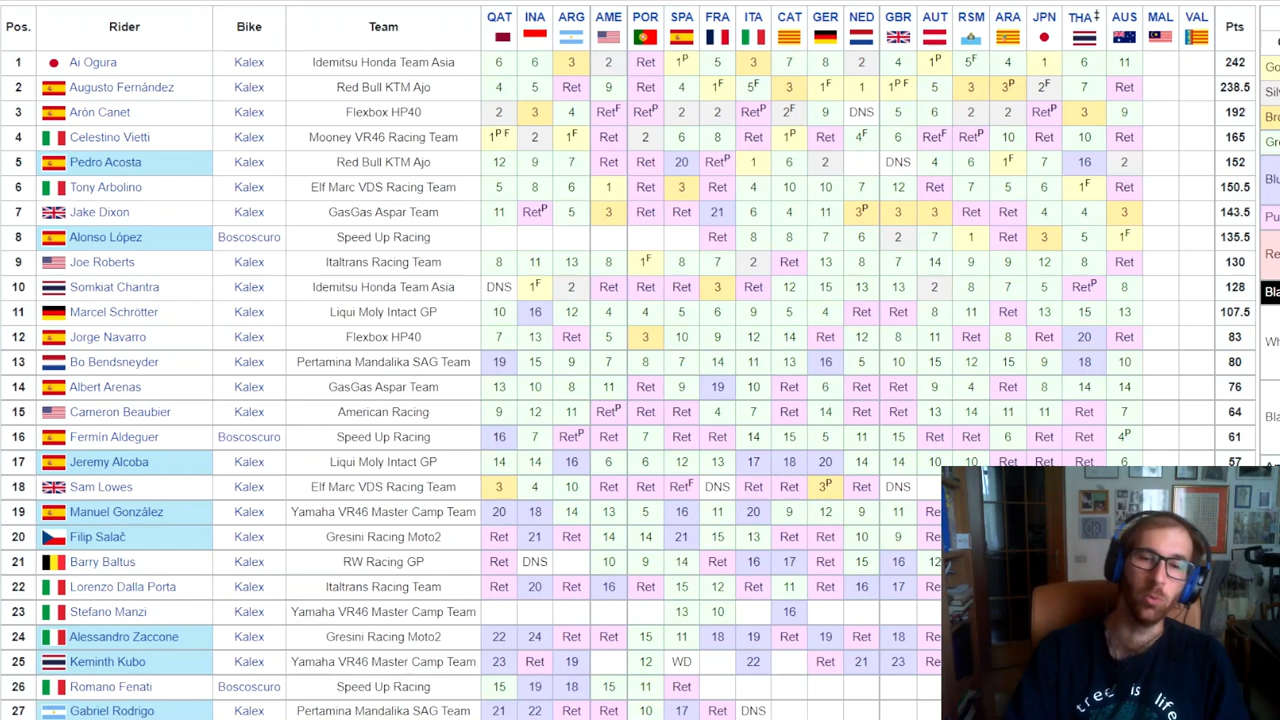 Pos. Rider Bike Team QAT INA ARG AME POR SPA FRA ITA CAT GER NED GBR AUT RSM ARA JPN THA‡ AUS MAL VAL Pts
1 Ai Ogura Kalex Idemitsu Honda Team Asia 6 6 3 2 Ret 1P 5 3 7 8 2 4 1P 5F 4 1 6 11 242
2 Augusto Fernández Kalex Red Bull KTM Ajo 4 5 Ret 9 Ret 4 1F 5F 3 1F 1 1P F 5 3 3P 2F 7 Ret 238.5
3 Arón Canet Kalex Flexbox HP40 2 3 4 RetF RetP 2 2 RetP 2F 9 DNS 5 6 2 2 RetP 3 9 192
4 Celestino Vietti Kalex Mooney VR46 Racing Team 1P F 2 1F Ret 2 6 8 Ret 1P Ret 4F 6 RetF RetP 10 Ret 10 Ret 165
5 Pedro Acosta Kalex Red Bull KTM Ajo 12 9 7 Ret Ret 20 RetP 1 6 2 DNS 4 6 1F 7 16 2 152
6 Tony Arbolino Kalex Elf Marc VDS Racing Team 5 8 6 1 Ret 3 Ret 4 10 10 7 12 Ret 7 5 6 1F Ret 150.5
7 Jake Dixon Kalex GasGas Aspar Team 11 RetP 5 3 Ret Ret 21 6 4 11 3P 3 3 Ret Ret 4 4 3 143.5
8 Alonso López Boscoscuro Speed Up Racing Ret 8 8 7 6 2 7 1 Ret 3 5 1F 135.5
9 Joe Roberts Kalex Italtrans Racing Team 8 11 13 8 1F 8 7 2 Ret 13 8 7 14 9 9 12 8 Ret 130
10 Somkiat Chantra Kalex Idemitsu Honda Team Asia DNS 1F 2 Ret Ret Ret 3 Ret 12 15 13 13 2 8 7 5 RetP 8 128
11 Marcel Schrötter Kalex Liqui Moly Intact GP 10 16 12 4 4 5 6 9 5 4 Ret Ret 8 11 Ret 13 15 13 107.5
12 Jorge Navarro Kalex Flexbox HP40 7 13 Ret 5 3 10 9 12 14 Ret 12 8 11 Ret 8 Ret 20 Ret 83
13 Bo Bendsneyder Kalex Pertamina Mandalika SAG Team 19 15 9 7 8 7 14 11 13 16 5 10 15 12 15 9 18 10 80
14 Albert Arenas Kalex GasGas Aspar Team 13 10 8 11 Ret 9 19 10 Ret 6 Ret Ret 9 4 Ret 8 14 14 76
15 Cameron Beaubier Kalex American Racing 9 12 11 RetP Ret Ret 4 7 Ret 14 Ret Ret 13 14 11 11 Ret 7 64
16 Fermín Aldeguer Boscoscuro Speed Up Racing 16 7 RetP Ret 7 Ret Ret 14 15 5 11 15 Ret Ret 6 Ret Ret 4P 61
17 Jeremy Alcoba Kalex Liqui Moly Intact GP 14 14 16 6 6 12 13 17 18 20 14 14 10 10 Ret Ret Ret 6 57
18 Sam Lowes Kalex Elf Marc VDS Racing Team 3 4 10 Ret Ret RetF DNS Ret Ret 3P Ret DNS
19 Manuel González Kalex Yamaha VR46 Master Camp Team 20 18 14 13 5 16 11 20 9 12 9 11 Re
20 Filip Salač Kalex Gresini Racing Moto2 Ret 21 Ret 14 14 21 15 13 Ret Ret 10 9 Re
21 Barry Baltus Kalex RW Racing GP Ret DNS 10 9 14 Ret 16 17 Ret 15 16 12
22 Lorenzo Dalla Porta Kalex Italtrans Racing Team Ret 20 Ret 16 Ret 15 12 Ret 11 Ret 16 17 Re
23 Stefano Manzi Kalex Yamaha VR46 Master Camp Team 13 10 16
24 Alessandro Zaccone Kalex Gresini Racing Moto2 22 24 Ret Ret 15 11 18 19 Ret 19 Ret 18 Re
25 Keminth Kubo Kalex Yamaha VR46 Master Camp Team 23 Ret 19 12 WD 22 Ret 21 23 Re
26 Romano Fenati Boscoscuro Speed Up Racing 15 19 18 15 11 Ret
27 Gabriel Rodrigo Kalex Pertamina Mandalika SAG Team 21 22 Ret Ret 10 17 Ret DNS
Go
Silv
Bro
Gre
Blu
Pu
Re
Bla
Wh
Bla
tree is life